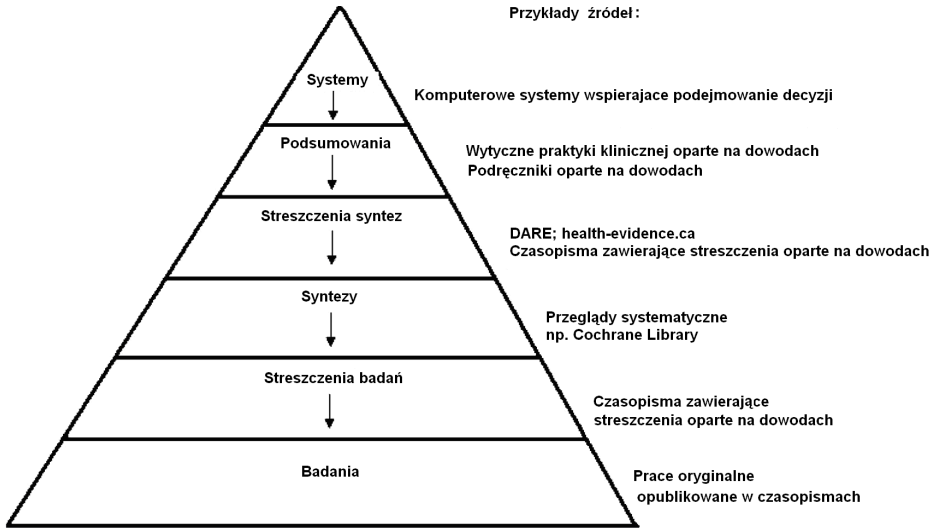 Przykłady źródeł:
Systemy
Komputerowe systemy wspierajace podejmowanie decyzji
Podsumowania
Wytyczne praktyki klinicznej oparte na dowodach
Podręczniki oparte na dowodach
Streszczenia syntez
DARE; health-evidence.ca
Czasopisma zawierające streszczenia oparte na dowodach
Syntezy
Przeglądy systematyczne
np. Cochrane Library
Streszczenia badań
Czasopisma zawierające
streszczenia oparte na dowodach
Badania
Prace oryginalne
opublikowane w czasopismach